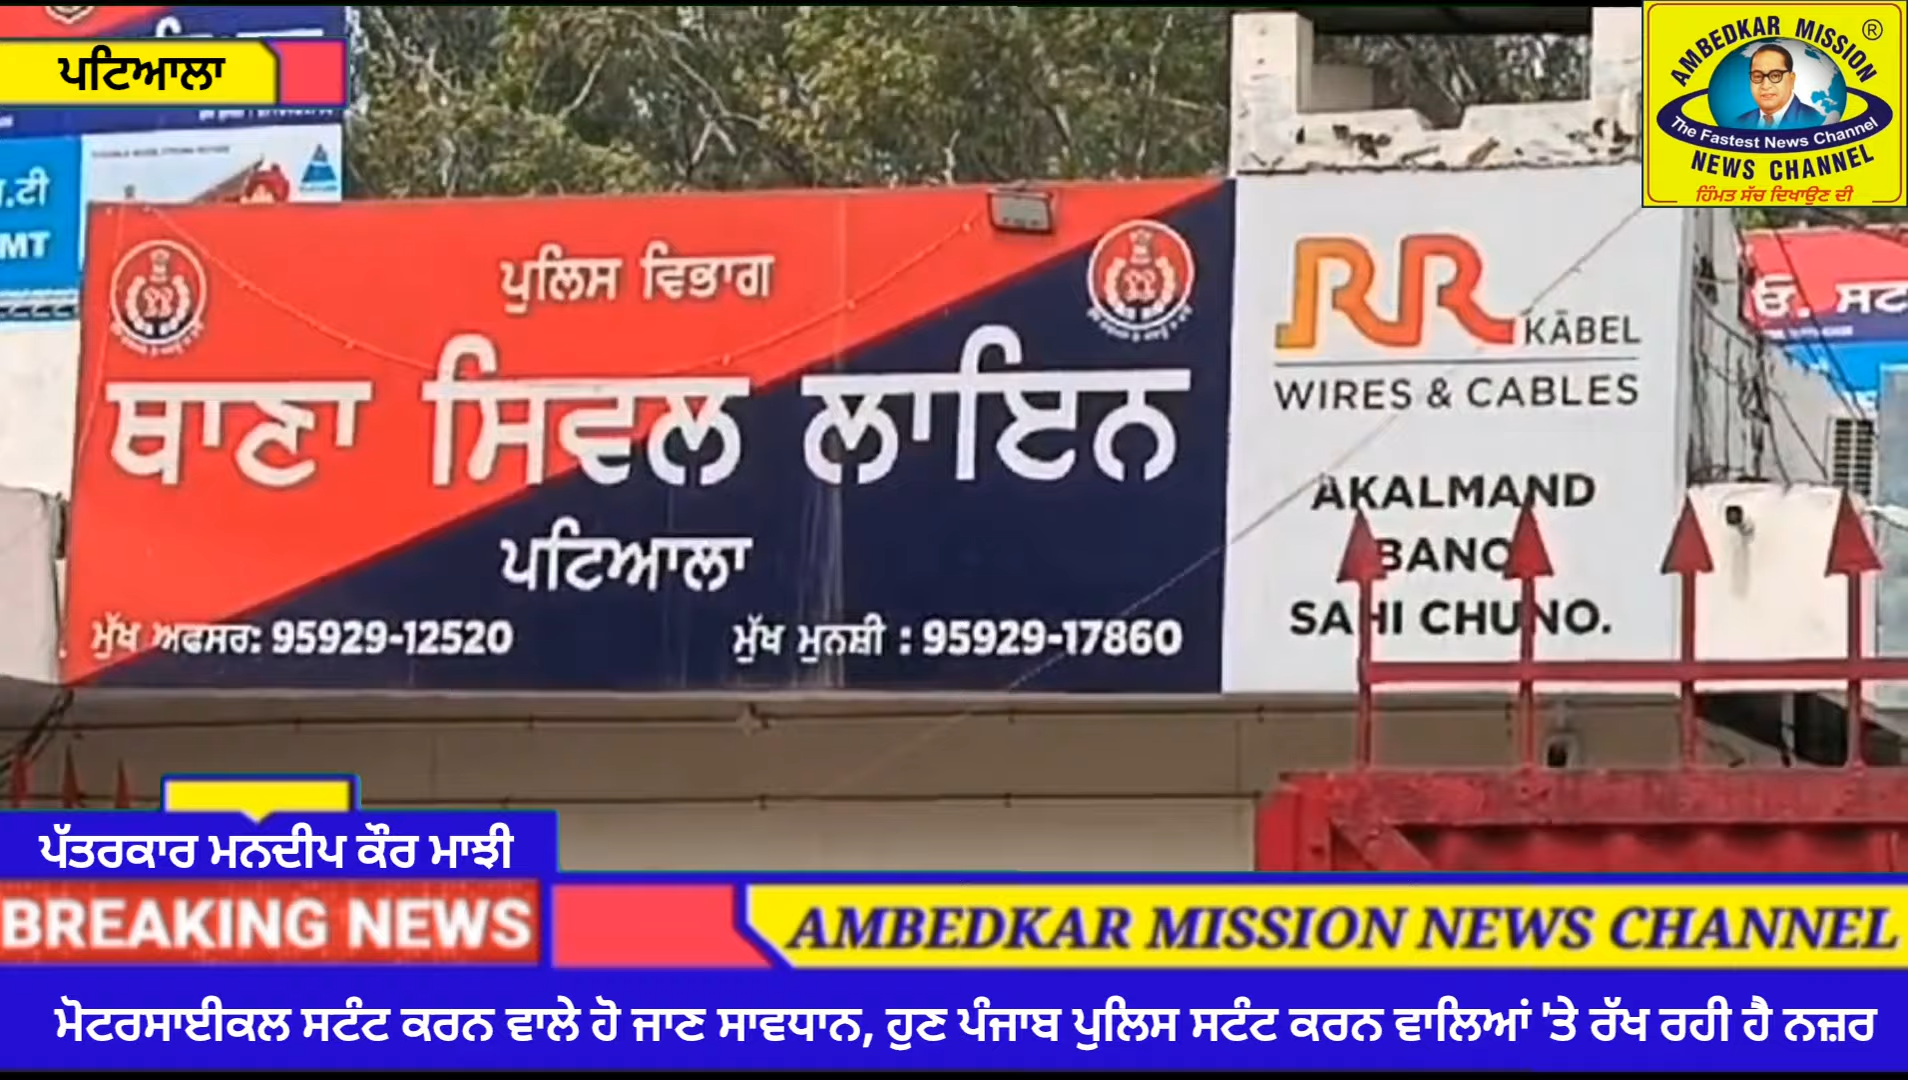 ਪਟਿਆਲਾ
AMBEDKAR MISSION ®
The Fastest News Channel
NEWS CHANNEL
ਹਿੰਮਤ ਸੱਚ ਦਿਖਾਉਣ ਦੀ
MT
ਪੁਲਿਸ ਵਿਭਾਗ
ਥਾਣਾ ਸਿਵਲ ਲਾਇਨ
ਪਟਿਆਲਾ
ਮੁੱਖ ਅਫਸਰ: 95929-12520
ਮੁੱਖ ਮੁਨਸ਼ੀ : 95929-17860
RR KĀBEL
WIRES & CABLES
AKALMAND
BANO
SAHI CHUNO.
ਪੱਤਰਕਾਰ ਮਨਦੀਪ ਕੌਰ ਮਾਝੀ
BREAKING NEWS
AMBEDKAR MISSION NEWS CHANNEL
ਮੋਟਰਸਾਈਕਲ ਸਟੰਟ ਕਰਨ ਵਾਲੇ ਹੋ ਜਾਣ ਸਾਵਧਾਨ, ਹੁਣ ਪੰਜਾਬ ਪੁਲਿਸ ਸਟੰਟ ਕਰਨ ਵਾਲਿਆਂ 'ਤੇ ਰੱਖ ਰਹੀ ਹੈ ਨਜ਼ਰ